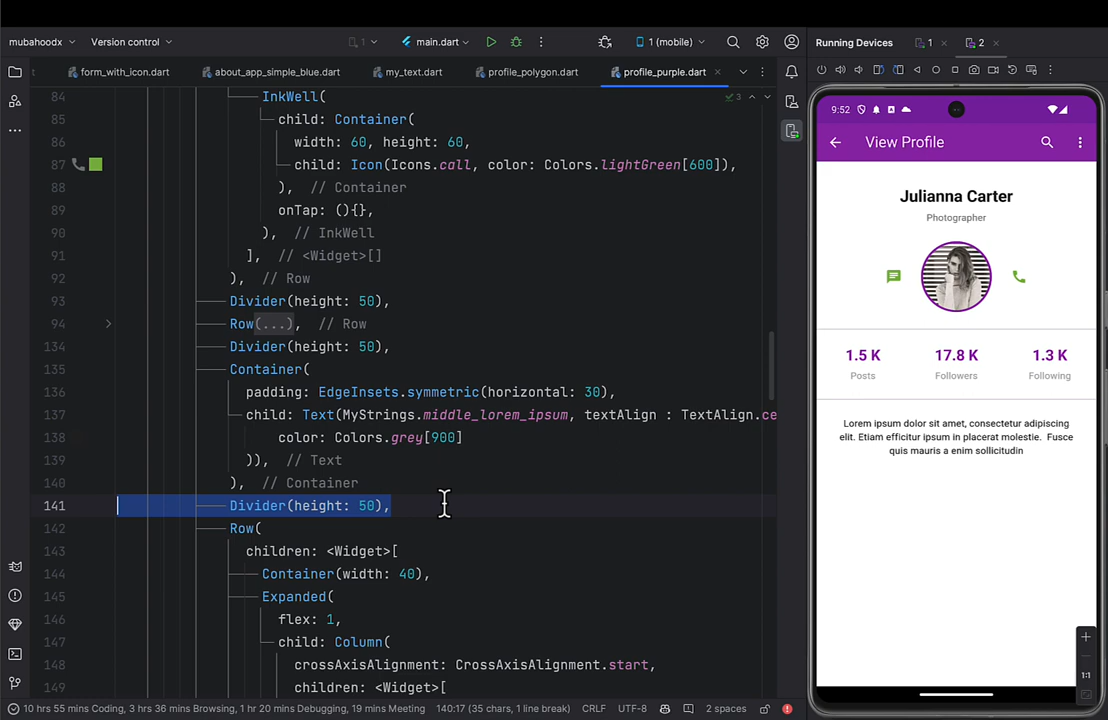 mubahoodx
Version control
1
main.dart
1 (mobile)
Running Devices
1
2
form_with_icon.dart
about_app_simple_blue.dart
my_text.dart
profile_polygon.dart
profile_purple.dart
84 InkWell(
3
85 child: Container(
86 width: 60, height: 60,
87 child: Icon(Icons.call, color: Colors.lightGreen[600]),
88 ), // Container
89 onTap: (){},
90 ), // InkWell
91 ], // <Widget>[]
92 ), // Row
93 Divider(height: 50),
94 Row(...), // Row
134 Divider(height: 50),
135 Container(
136 padding: EdgeInsets.symmetric(horizontal: 30),
137 child: Text(MyStrings.middle_lorem_ipsum, textAlign : TextAlign.ce
138 color: Colors.grey[900]
139 )), // Text
140 ), // Container
141 Divider(height: 50),
142 Row(
143 children: <Widget>[
144 Container(width: 40),
145 Expanded(
146 flex: 1,
147 child: Column(
148 crossAxisAlignment: CrossAxisAlignment.start,
149 children: <Widget>[
9:52
View Profile
Julianna Carter
Photographer
1.5 K
17.8 K
1.3 K
Posts
Followers
Following
Lorem ipsum dolor sit amet, consectetur adipiscing
elit. Etiam efficitur ipsum in placerat molestie. Fusce
quis mauris a enim sollicitudin
1:1
10 hrs 55 mins Coding, 3 hrs 36 mins Browsing, 1 hr 20 mins Debugging, 19 mins Meeting
140:17 (35 chars, 1 line break)
CRLF
UTF-8
2 spaces